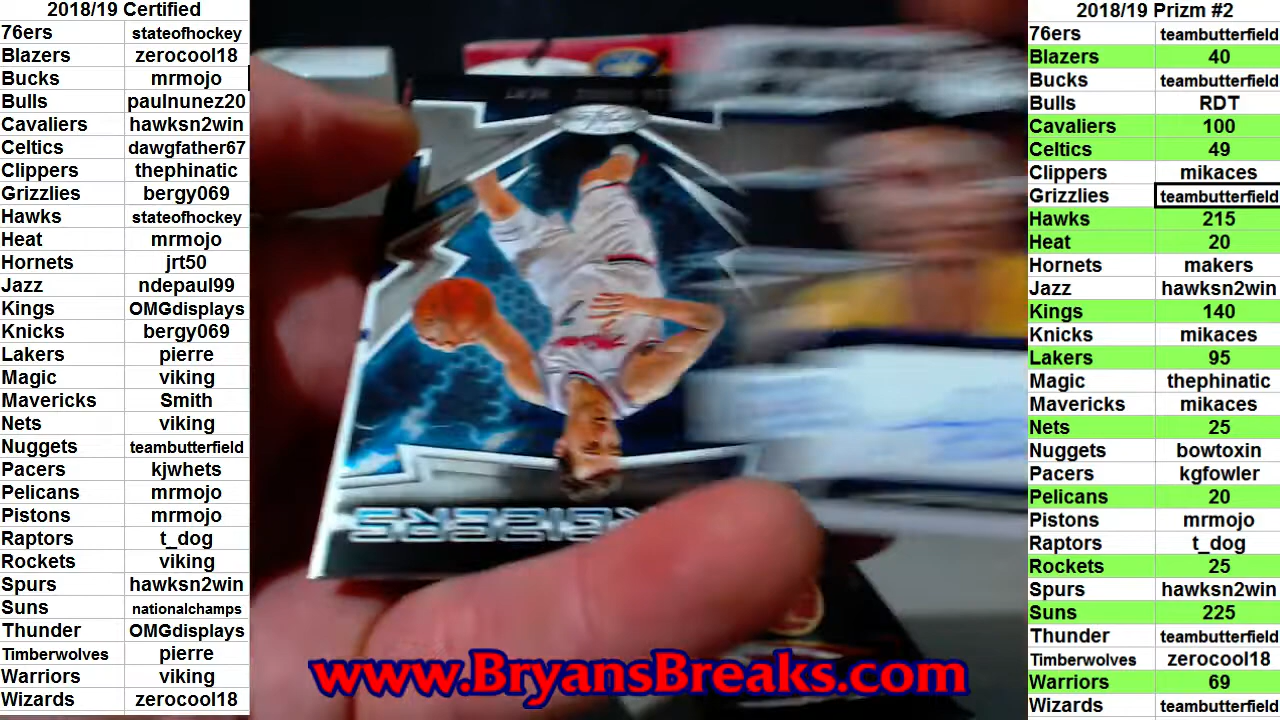 2018/19 Certified
76ers stateofhockey
Blazers zerocool18
Bucks mrmojo
Bulls paulnunez20
Cavaliers hawksn2win
Celtics dawgfather67
Clippers thephinatic
Grizzlies bergy069
Hawks stateofhockey
Heat mrmojo
Hornets jrt50
Jazz ndepaul99
Kings OMGdisplays
Knicks bergy069
Lakers pierre
Magic viking
Mavericks Smith
Nets viking
Nuggets teambutterfield
Pacers kjwhets
Pelicans mrmojo
Pistons mrmojo
Raptors t_dog
Rockets viking
Spurs hawksn2win
Suns nationalchamps
Thunder OMGdisplays
Timberwolves pierre
Warriors viking
Wizards zerocool18
www.BryansBreaks.com
2018/19 Prizm #2
76ers teambutterfield
Blazers 40
Bucks teambutterfield
Bulls RDT
Cavaliers 100
Celtics 49
Clippers mikaces
Grizzlies teambutterfield
Hawks 215
Heat 20
Hornets makers
Jazz hawksn2win
Kings 140
Knicks mikaces
Lakers 95
Magic thephinatic
Mavericks mikaces
Nets 25
Nuggets bowtoxin
Pacers kgfowler
Pelicans 20
Pistons mrmojo
Raptors t_dog
Rockets 25
Spurs hawksn2win
Suns 225
Thunder teambutterfield
Timberwolves zerocool18
Warriors 69
Wizards teambutterfield